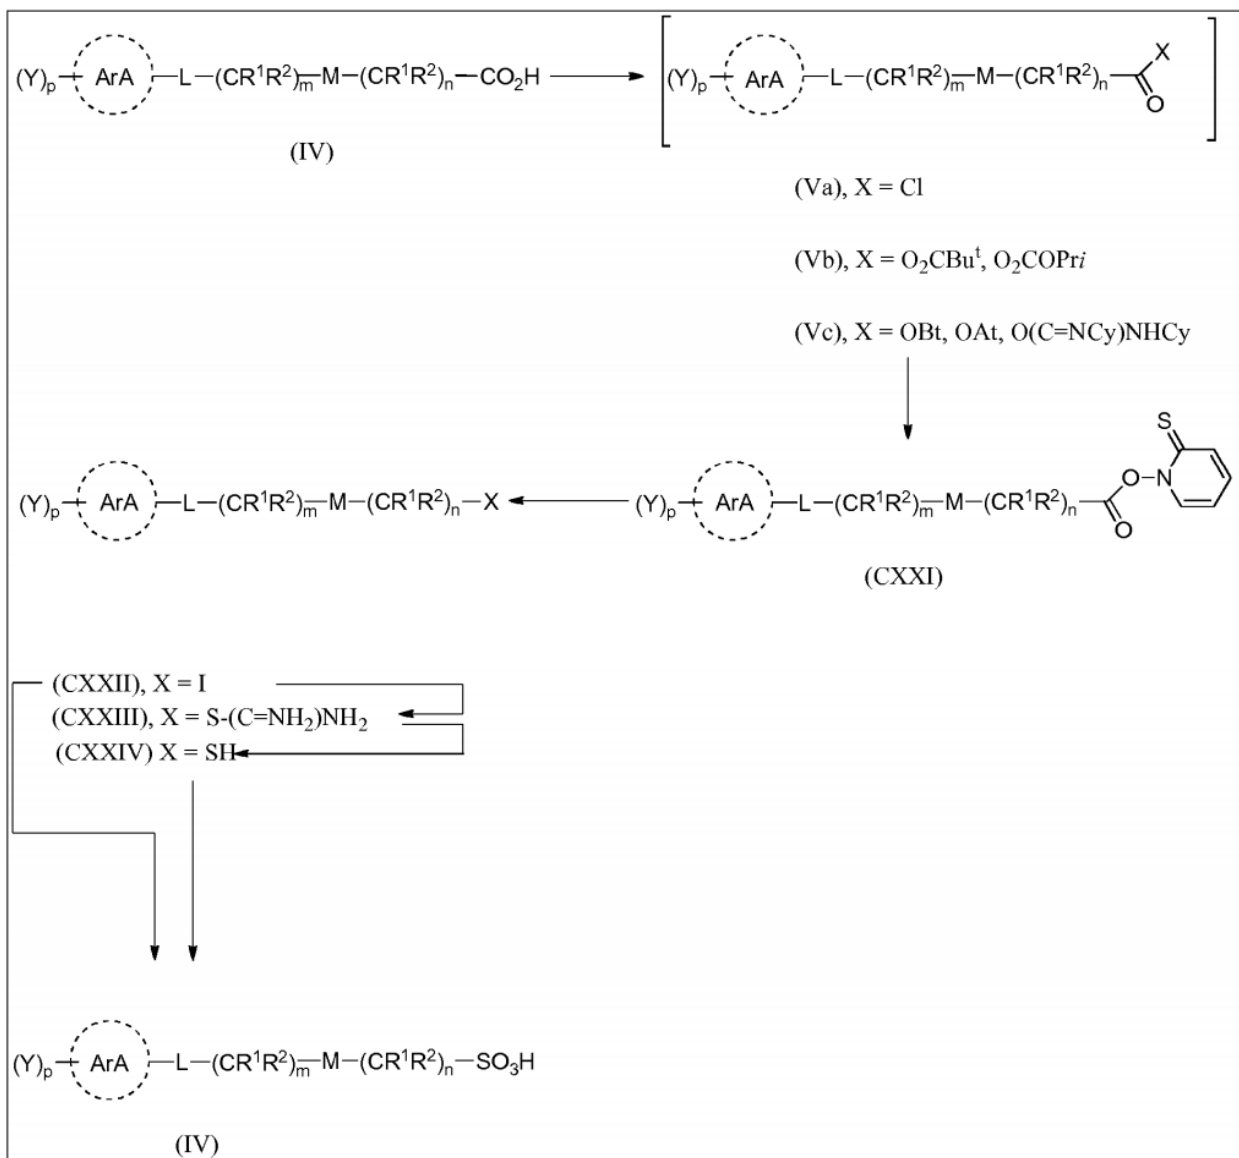 (Y)p ArA L (CR¹R²)m M (CR¹R²)n CO₂H
(IV)
(Y)p ArA L (CR¹R²)m M (CR¹R²)n X O
(Va), X = Cl
(Vb), X = O₂CBuᵗ, O₂COPri
(Vc), X = OBt, OAt, O(C=NCy)NHCy
(Y)p ArA L (CR¹R²)m M (CR¹R²)n X
(Y)p ArA L (CR¹R²)m M (CR¹R²)n O O N S
(CXXI)
(CXXII), X = I
(CXXIII), X = S-(C=NH₂)NH₂
(CXXIV) X = SH
(Y)p ArA L (CR¹R²)m M (CR¹R²)n SO₃H
(IV)